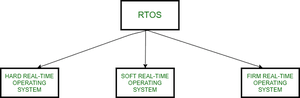 RTOS
HARD REAL-TIME
OPERATING
SYSTEM
SOFT REAL-TIME
OPERATING
SYSTEM
FIRM REAL-TIME
OPERATING
SYSTEM